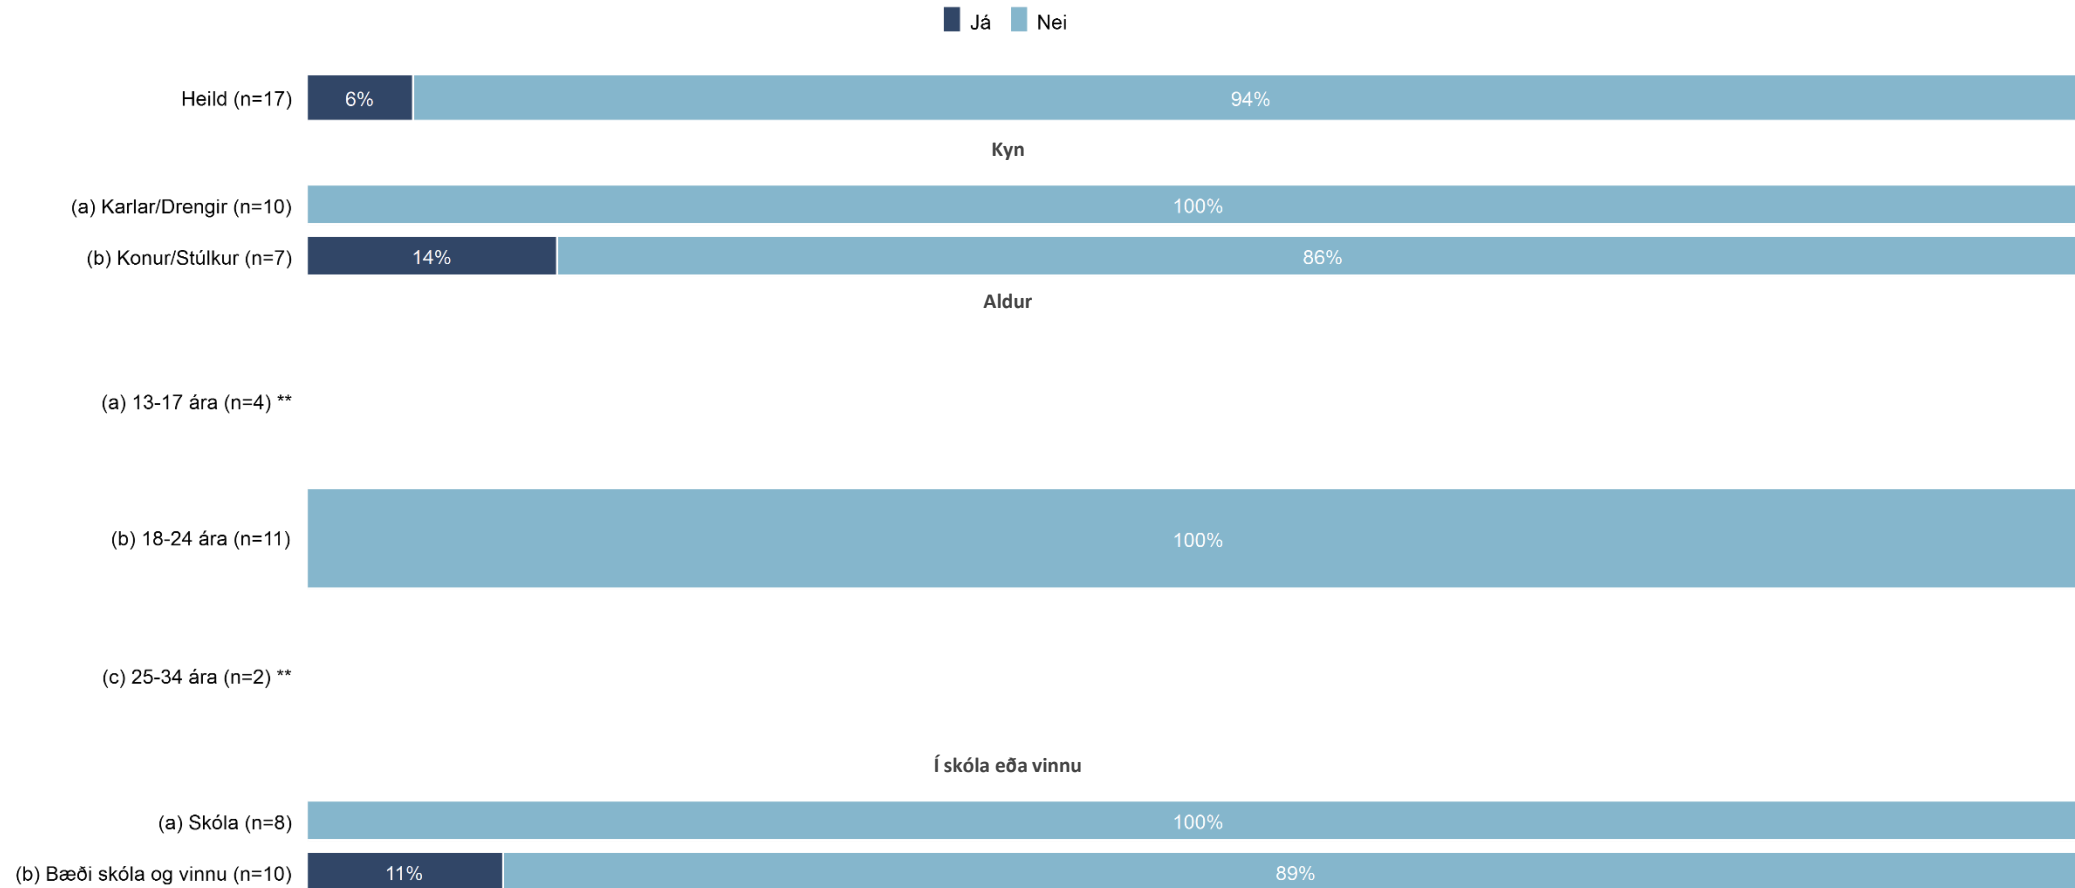 Já Nei
Heild (n=17) 6% 94%
Kyn
(a) Karlar/Drengir (n=10) 100%
(b) Konur/Stúlkur (n=7) 14% 86%
Aldur
(a) 13-17 ára (n=4) **
(b) 18-24 ára (n=11) 100%
(c) 25-34 ára (n=2) **
Í skóla eða vinnu
(a) Skóla (n=8) 100%
(b) Bæði skóla og vinnu (n=10) 11% 89%